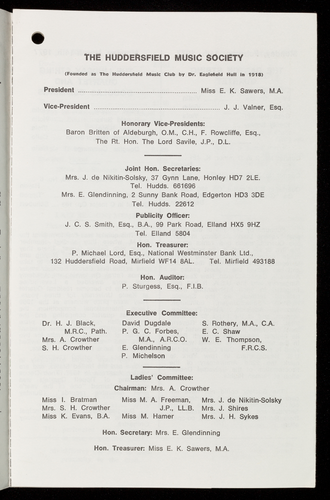 THE HUDDERSFIELD MUSIC SOCIETY
(Founded as The Huddersfield Music Club by Dr. Eaglefield Hull in 1918)
President ........ Miss E. K. Sawers, M.A.
Vice-President ........ J. J. Valner, Esq.
Honorary Vice-Presidents:
Baron Britten of Aldeburgh, O.M., C.H., F. Rowcliffe, Esq.,
The Rt. Hon. The Lord Savile, J.P., D.L.
Joint Hon. Secretaries:
Mrs. J. de Nikitin-Solsky, 37 Gynn Lane, Honley HD7 2LE.
Tel. Hudds. 661696
Mrs. E. Glendinning, 2 Sunny Bank Road, Edgerton HD3 3DE
Tel. Hudds. 22612
Publicity Officer:
J. C. S. Smith, Esq., B.A., 99 Park Road, Elland HX5 9HZ
Tel. Elland 5804
Hon. Treasurer:
P. Michael Lord, Esq., National Westminster Bank Ltd.,
132 Huddersfield Road, Mirfield WF14 8AL. Tel. Mirfield 493188
Hon. Auditor:
P. Sturgess, Esq., F.I.B.
Executive Committee:
Dr. H. J. Black,
M.R.C., Path.
Mrs. A. Crowther
S. H. Crowther
David Dugdale
P. G. C. Forbes,
M.A., A.R.C.O.
E. Glendinning
P. Michelson
S. Rothery, M.A., C.A.
E. C. Shaw
W. E. Thompson,
F.R.C.S.
Ladies' Committee:
Chairman: Mrs. A. Crowther
Miss I. Bratman
Mrs. S. H. Crowther
Miss K. Evans, B.A.
Miss M. A. Freeman,
J.P., LL.B.
Miss M. Hamer
Mrs. J. de Nikitin-Solsky
Mrs. J. Shires
Mrs. J. H. Sykes
Hon. Secretary: Mrs. E. Glendinning
Hon. Treasurer: Miss E. K. Sawers, M.A.